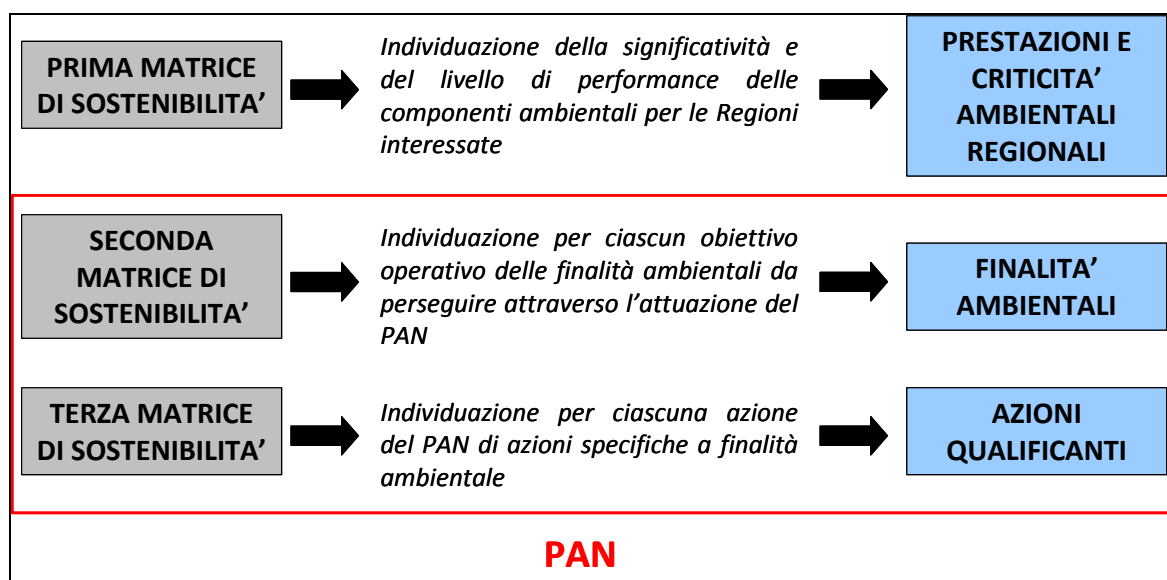 PRIMA MATRICE
DI SOSTENIBILITA’
Individuazione della significatività e
del livello di performance delle
componenti ambientali per le Regioni
interessate
PRESTAZIONI E
CRITICITA’
AMBIENTALI
REGIONALI
SECONDA
MATRICE DI
SOSTENIBILITA’
Individuazione per ciascun obiettivo
operativo delle finalità ambientali da
perseguire attraverso l’attuazione del
PAN
FINALITA’
AMBIENTALI
TERZA MATRICE
DI SOSTENIBILITA’
Individuazione per ciascuna azione
del PAN di azioni specifiche a finalità
ambientale
AZIONI
QUALIFICANTI
PAN